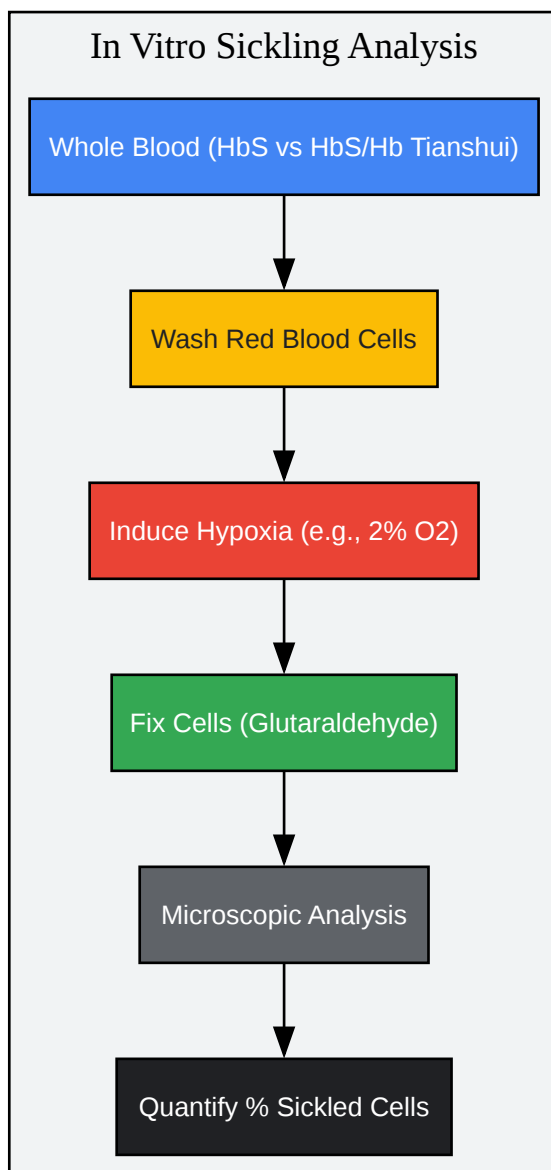 In Vitro Sickling Analysis
Whole Blood (HbS vs HbS/Hb Tianshui)
Wash Red Blood Cells
Induce Hypoxia (e.g., 2% O2)
Fix Cells (Glutaraldehyde)
Microscopic Analysis
Quantify % Sickled Cells